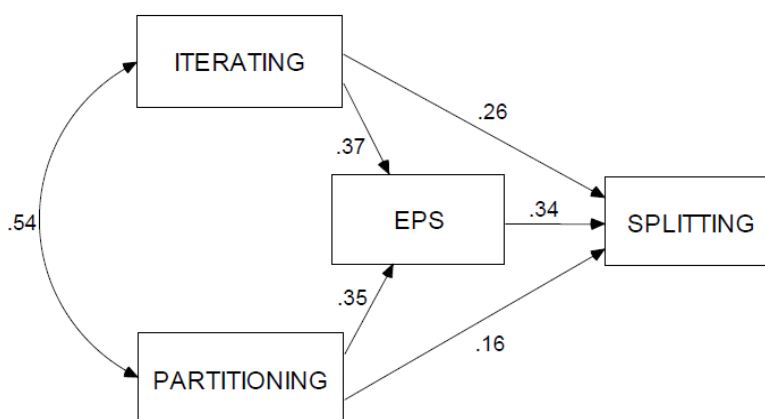 ITERATING
.26
.37
EPS
.34
SPLITTING
.54
.35
.16
PARTITIONING